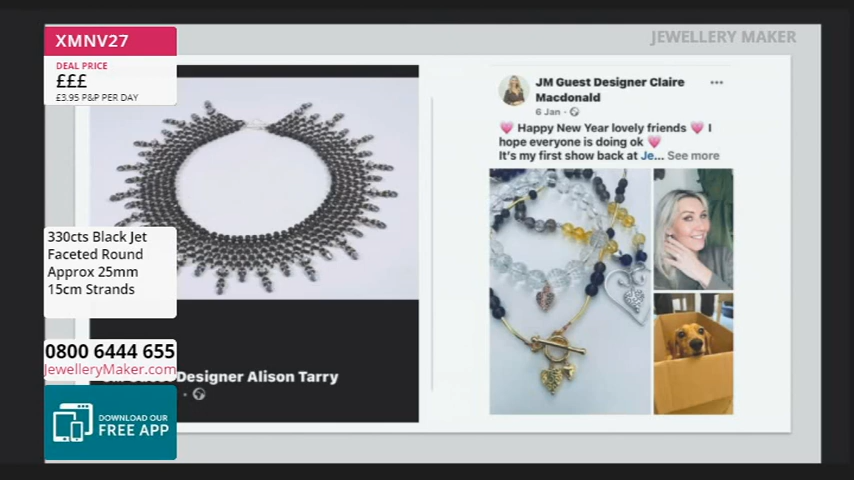 XMNV27
DEAL PRICE
£££
£3.95 P&P PER DAY
330cts Black Jet
Faceted Round
Approx 25mm
15cm Strands
0800 6444 655
JewelleryMaker.com
DOWNLOAD OUR
FREE APP
JEWELLERY MAKER
Designer Alison Tarry
JM Guest Designer Claire
Macdonald
6 Jan
Happy New Year lovely friends I
hope everyone is doing ok
It's my first show back at Je... See more